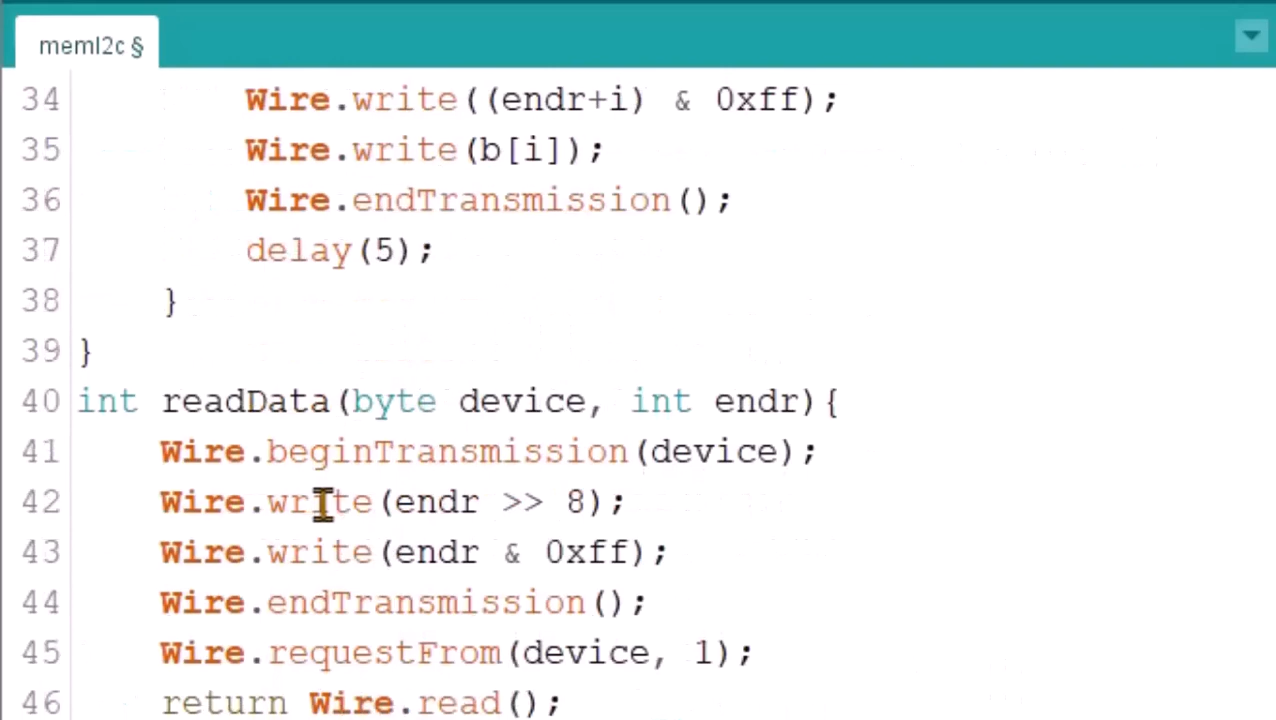 memI2c §
34 Wire.write((endr+i) & 0xff);
35 Wire.write(b[i]);
36 Wire.endTransmission();
37 delay(5);
38 }
39 }
40 int readData(byte device, int endr){
41 Wire.beginTransmission(device);
42 Wire.write(endr >> 8);
43 Wire.write(endr & 0xff);
44 Wire.endTransmission();
45 Wire.requestFrom(device, 1);
46 return Wire.read();